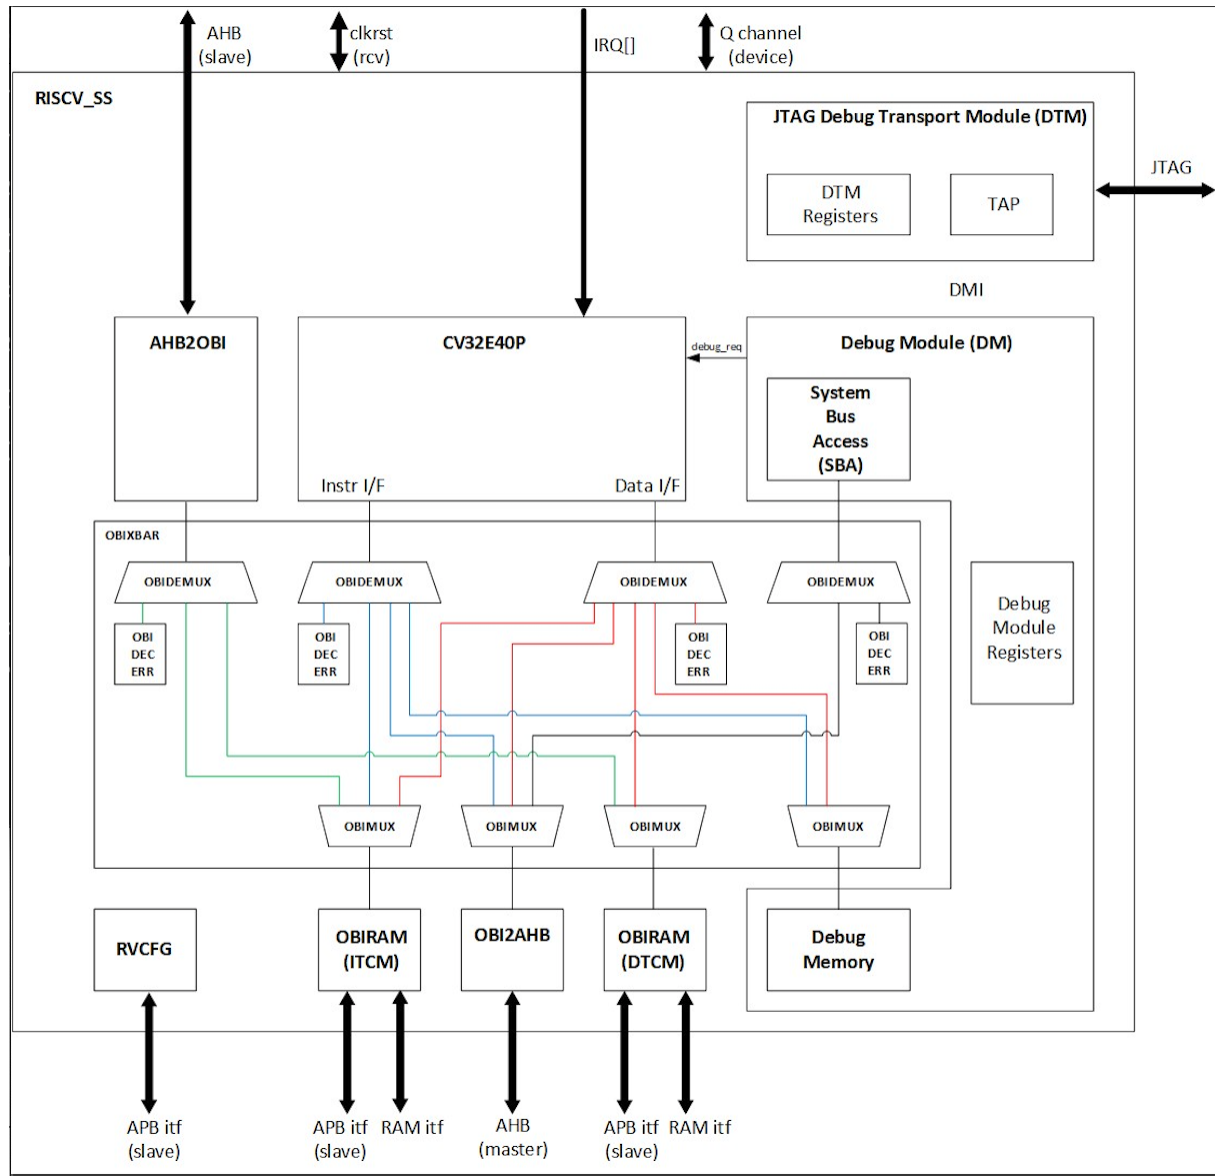 AHB
(slave)
clkrst
(rcv)
IRQ[]
Q channel
(device)
RISCV_SS
JTAG Debug Transport Module (DTM)
DTM
Registers
TAP
JTAG
DMI
AHB2OBI
CV32E40P
Instr I/F
Data I/F
debug_req
Debug Module (DM)
System
Bus
Access
(SBA)
OBIXBAR
OBIDEMUX
OBIDEMUX
OBIDEMUX
OBIDEMUX
OBI
DEC
ERR
OBI
DEC
ERR
OBI
DEC
ERR
OBI
DEC
ERR
Debug
Module
Registers
OBIMUX
OBIMUX
OBIMUX
OBIMUX
RVCFG
OBIRAM
(ITCM)
OBI2AHB
OBIRAM
(DTCM)
Debug
Memory
APB itf
(slave)
APB itf
(slave)
RAM itf
AHB
(master)
APB itf
(slave)
RAM itf